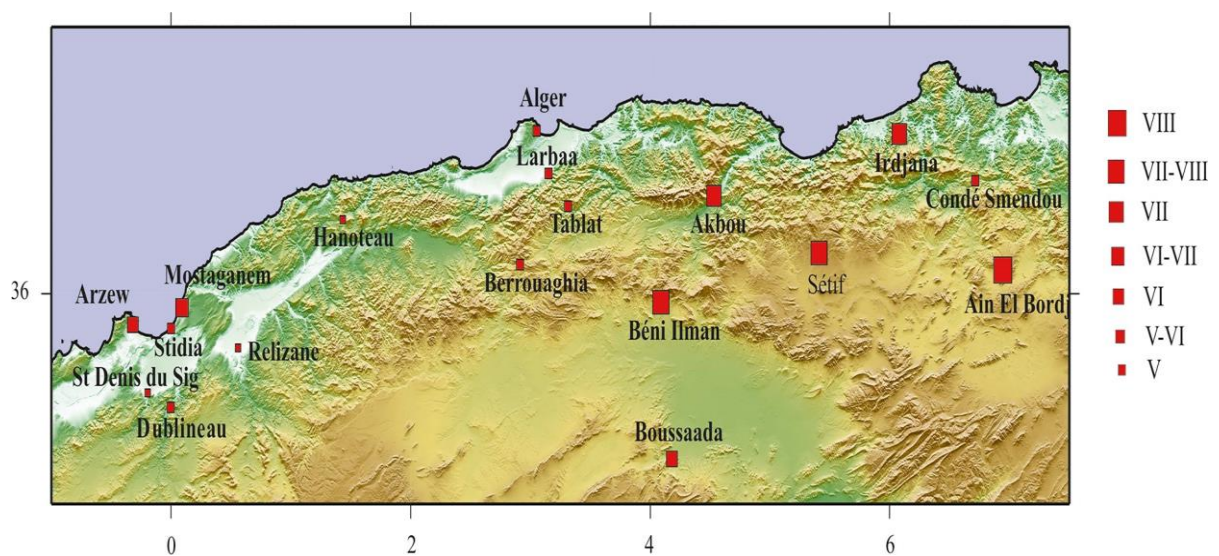 0 2 4 6
Alger
Larbaa
Irdjana
Condé Smendou
Tablat
Akbou
Hanoteau
Berrouaghia
Sétif
Mostaganem
Arzew
36
Ain El Bordj
Béni Ilman
Stidia
Relizane
St Denis du Sig
Dublineau
Boussaada
VIII
VII-VIII
VII
VI-VII
VI
V-VI
V